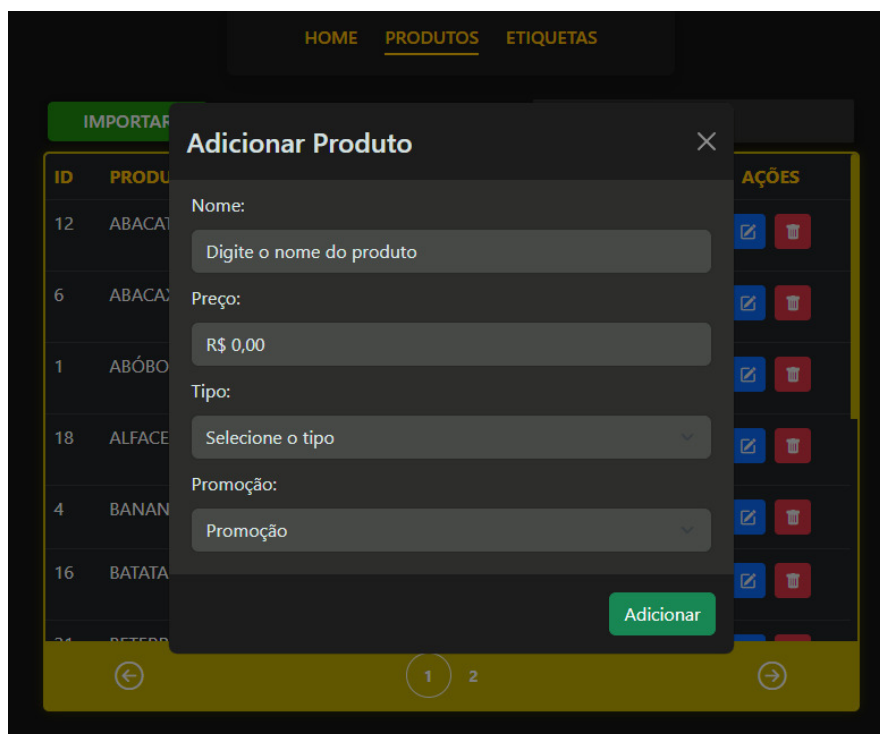 HOME PRODUTOS ETIQUETAS
IMPORTAR
Adicionar Produto
ID PRODU AÇÕES
Nome:
12 ABACAT
Digite o nome do produto
6 ABACAX Preço:
R$ 0,00
1 ABÓBO
Tipo:
18 ALFACE Selecione o tipo
Promoção:
4 BANAN
Promoção
16 BATATA
Adicionar
1 2